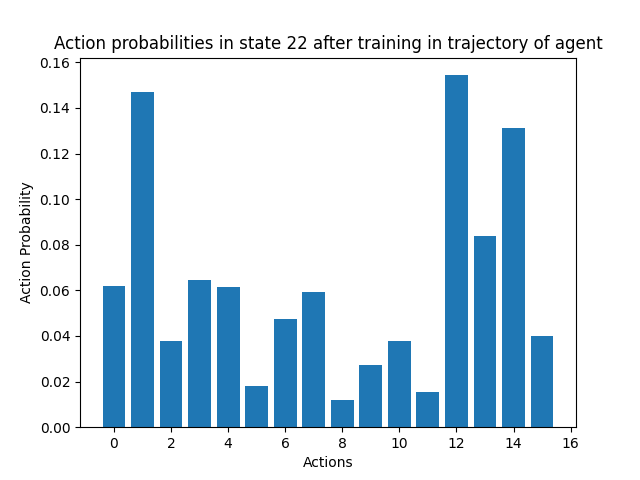 Action probabilities in state 22 after training in trajectory of agent
0.16
0.14
0.12
0.10
0.08
0.06
0.04
0.02
0.00
Action Probability
0 2 4 6 8 10 12 14 16
Actions